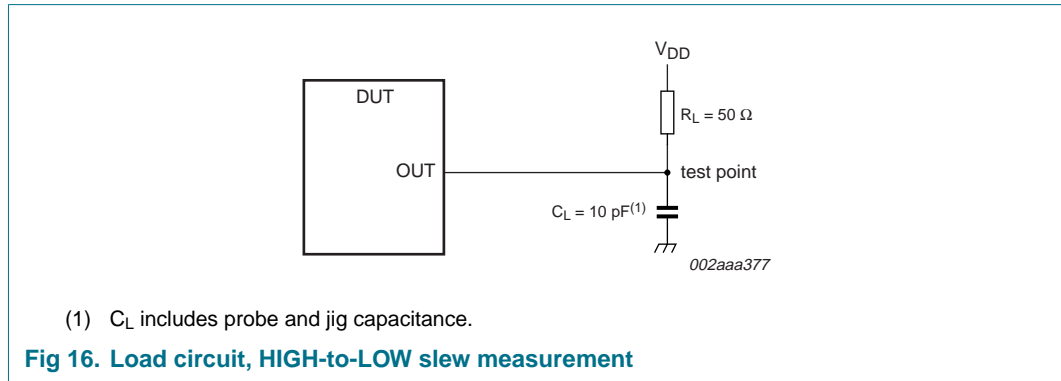 V_DD
DUT
R_L = 50 Ω
OUT
test point
C_L = 10 pF(1)
002aaa377
(1) C_L includes probe and jig capacitance.
Fig 16. Load circuit, HIGH-to-LOW slew measurement